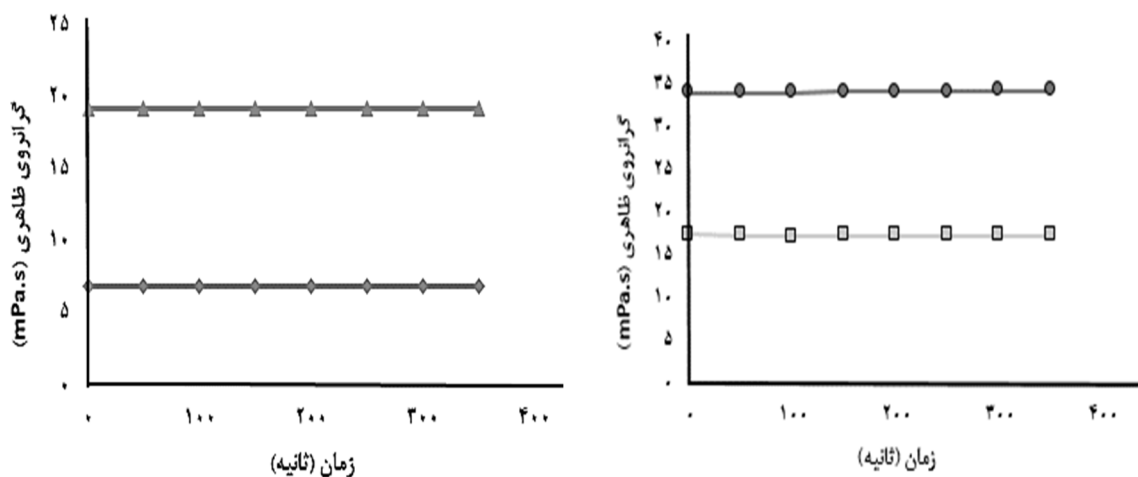 ۲۵
۲۰
۱۵
۱۰
۵
۰
گرانروی ظاهری (mPa.s)
۰ ۱۰۰ ۲۰۰ ۳۰۰ ۴۰۰
زمان (ثانیه)
۴۰
۳۵
۳۰
۲۵
۲۰
۱۵
۱۰
۵
۰
گرانروی ظاهری (mPa.s)
۰ ۱۰۰ ۲۰۰ ۳۰۰ ۴۰۰
زمان (ثانیه)